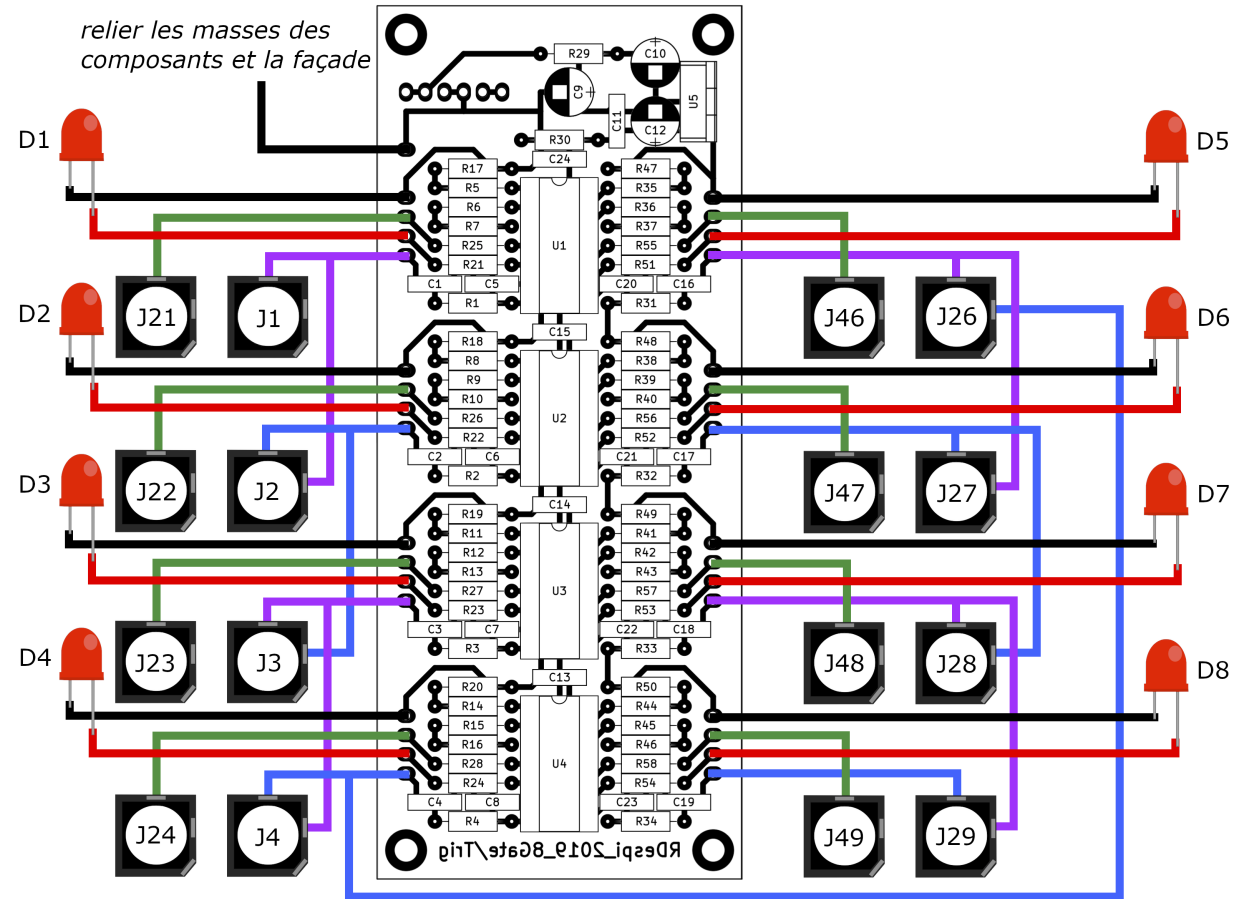 relier les masses des
composants et la façade
R29
C10
C9
C11
U5
C12
R30
C24
D1
D5
R17
R47
R5
R35
R6
R36
R7
R37
R25
R55
R21
R51
U1
C1
C5
C20
C16
R1
R31
J21
J1
J46
J26
D2
D6
C15
R18
R48
R8
R38
R9
R39
R10
R40
R26
R56
R22
R52
U2
C2
C6
C21
C17
R2
R32
J22
J2
J47
J27
D3
D7
C14
R19
R49
R11
R41
R12
R42
R13
R43
R27
R57
R23
R53
U3
C3
C7
C22
C18
R3
R33
J23
J3
J48
J28
D4
D8
C13
R20
R50
R14
R44
R15
R45
R16
R46
R28
R58
R24
R54
U4
C4
C8
C23
C19
R4
R34
J24
J4
J49
J29
RDespi_2019_8Gate/Trig